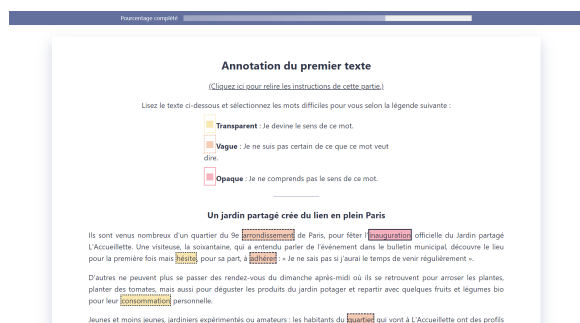 Pourcentage complété
Annotation du premier texte
(Cliquez ici pour relire les instructions de cette partie.)
Lisez le texte ci-dessous et sélectionnez les mots difficiles pour vous selon la légende suivante :
Transparent : Je devine le sens de ce mot.
Vague : Je ne suis pas certain de ce que ce mot veut
dire.
Opaque : Je ne comprends pas le sens de ce mot.
Un jardin partagé crée du lien en plein Paris
Ils sont venus nombreux d'un quartier du 9e arrondissement de Paris, pour fêter l'inauguration officielle du Jardin partagé
L'Accueillette. Une visiteuse, la soixantaine, qui a entendu parler de l'événement dans le bulletin municipal, découvre le lieu
pour la première fois mais hésite, pour sa part, à adhérer : « Je ne sais pas si j'aurai le temps de venir régulièrement ».
D'autres ne peuvent plus se passer des rendez-vous du dimanche après-midi où ils se retrouvent pour arroser les plantes,
planter des tomates, mais aussi pour déguster les produits du jardin potager et repartir avec quelques fruits et légumes bio
pour leur consommation personnelle.
Jeunes et moins jeunes, jardiniers expérimentés ou amateurs : les habitants du quartier qui vont à L'Accueillette ont des profils